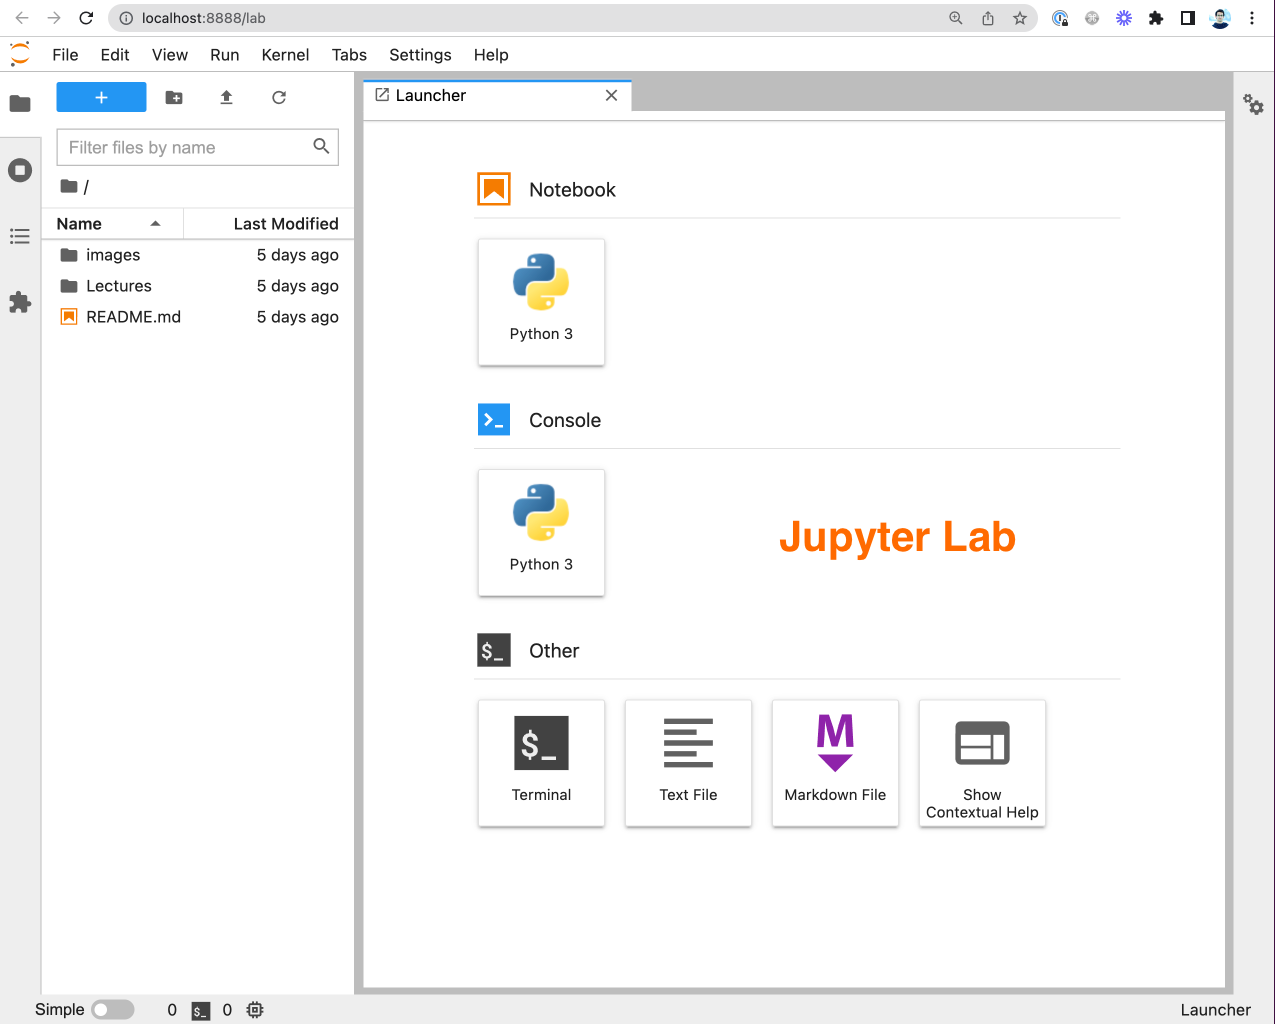 localhost:8888/lab
File Edit View Run Kernel Tabs Settings Help
Launcher
Filter files by name
/
Name Last Modified
images 5 days ago
Lectures 5 days ago
README.md 5 days ago
Notebook
Python 3
Console
Python 3
Jupyter Lab
Other
$_
$_
Terminal
Text File
M
Markdown File
Show
Contextual Help
Simple 0 $_ 0
Launcher